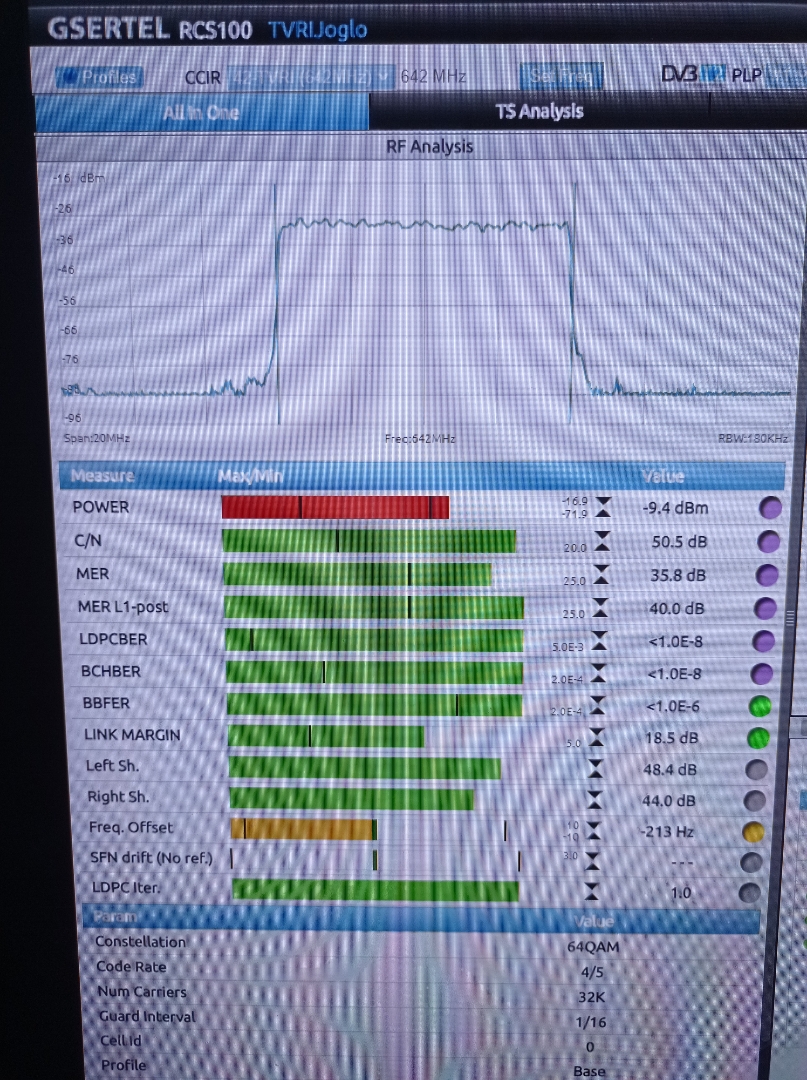 GSERTEL RCS100 TVRIJoglo
Profiles CCIR 42-TVRI (642MHz) 642 MHz Set Freq DVB T2 PLP
All in One TS Analysis
RF Analysis
-16 /dBm
-26
-36
-46
-56
-66
-76
-86
-96
Span:20MHz Frec:642MHz RBW:180KHz
Measure Max/Min Value
POWER -16.9 -71.9 -9.4 dBm
C/N 20.0 50.5 dB
MER 25.0 35.8 dB
MER L1-post 25.0 40.0 dB
LDPCBER 5.0E-3 <1.0E-8
BCHBER 2.0E-4 <1.0E-8
BBFER 2.0E-4 <1.0E-6
LINK MARGIN 5.0 18.5 dB
Left Sh. 48.4 dB
Right Sh. 44.0 dB
Freq. Offset 10 -10 -213 Hz
SFN drift (No ref.) 3.0 ---
LDPC Iter. 1.0
Param Value
Constellation 64QAM
Code Rate 4/5
Num Carriers 32K
Guard Interval 1/16
Cell Id 0
Profile Base